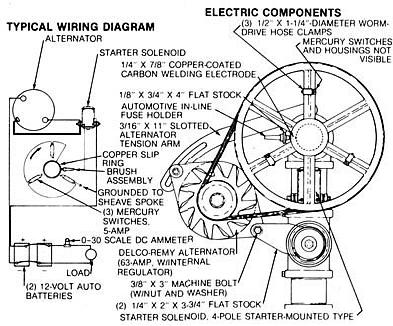 TYPICAL WIRING DIAGRAM
ALTERNATOR
STARTER SOLENOID
COPPER SLIP
RING
BRUSH
ASSEMBLY
GROUNDED TO
SHEAVE SPOKE
(3) MERCURY
SWITCHES,
5-AMP
0-30 SCALE DC AMMETER
LOAD
(2) 12-VOLT AUTO
BATTERIES
ELECTRIC COMPONENTS
(3) 1/2" X 1-1/4"-DIAMETER WORM-
DRIVE HOSE CLAMPS
MERCURY SWITCHES
AND HOUSINGS NOT
VISIBLE
1/4" X 7/8" COPPER-COATED
CARBON WELDING ELECTRODE
1/8" X 3/4" X 4" FLAT STOCK
AUTOMOTIVE IN-LINE
FUSE HOLDER
3/16" X 11" SLOTTED
ALTERNATOR
TENSION ARM
DELCO-REMY ALTERNATOR
(63-AMP, W/INTERNAL
REGULATOR)
3/8" X 3" MACHINE BOLT
(W/NUT AND WASHER)
(2) 1/4" X 2" X 3-3/4" FLAT STOCK
STARTER SOLENOID, 4-POLE STARTER-MOUNTED TYPE